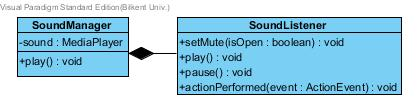 Visual Paradigm Standard Edition(Bilkent Univ.)
SoundManager
-sound : MediaPlayer
+play() : void
SoundListener
+setMute(isOpen : boolean) : void
+play() : void
+pause() : void
+actionPerformed(event : ActionEvent) : void